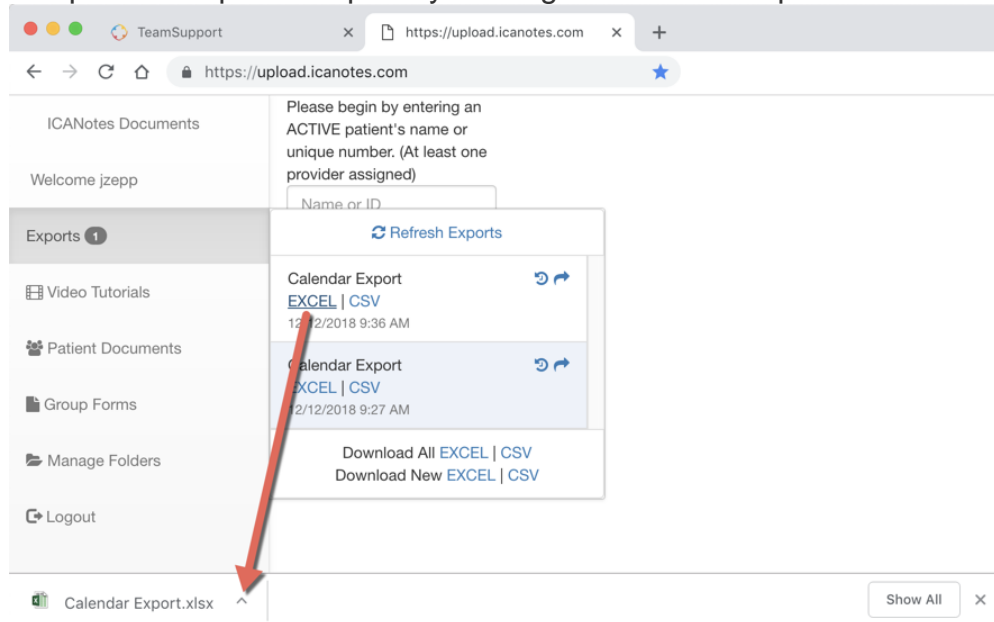 TeamSupport
https://upload.icanotes.com
https://upload.icanotes.com
ICANotes Documents
Welcome jzepp
Exports 1
Video Tutorials
Patient Documents
Group Forms
Manage Folders
Logout
Please begin by entering an
ACTIVE patient's name or
unique number. (At least one
provider assigned)
Name or ID
Refresh Exports
Calendar Export
EXCEL | CSV
12/12/2018 9:36 AM
Calendar Export
EXCEL | CSV
12/12/2018 9:27 AM
Download All EXCEL | CSV
Download New EXCEL | CSV
Calendar Export.xlsx
Show All